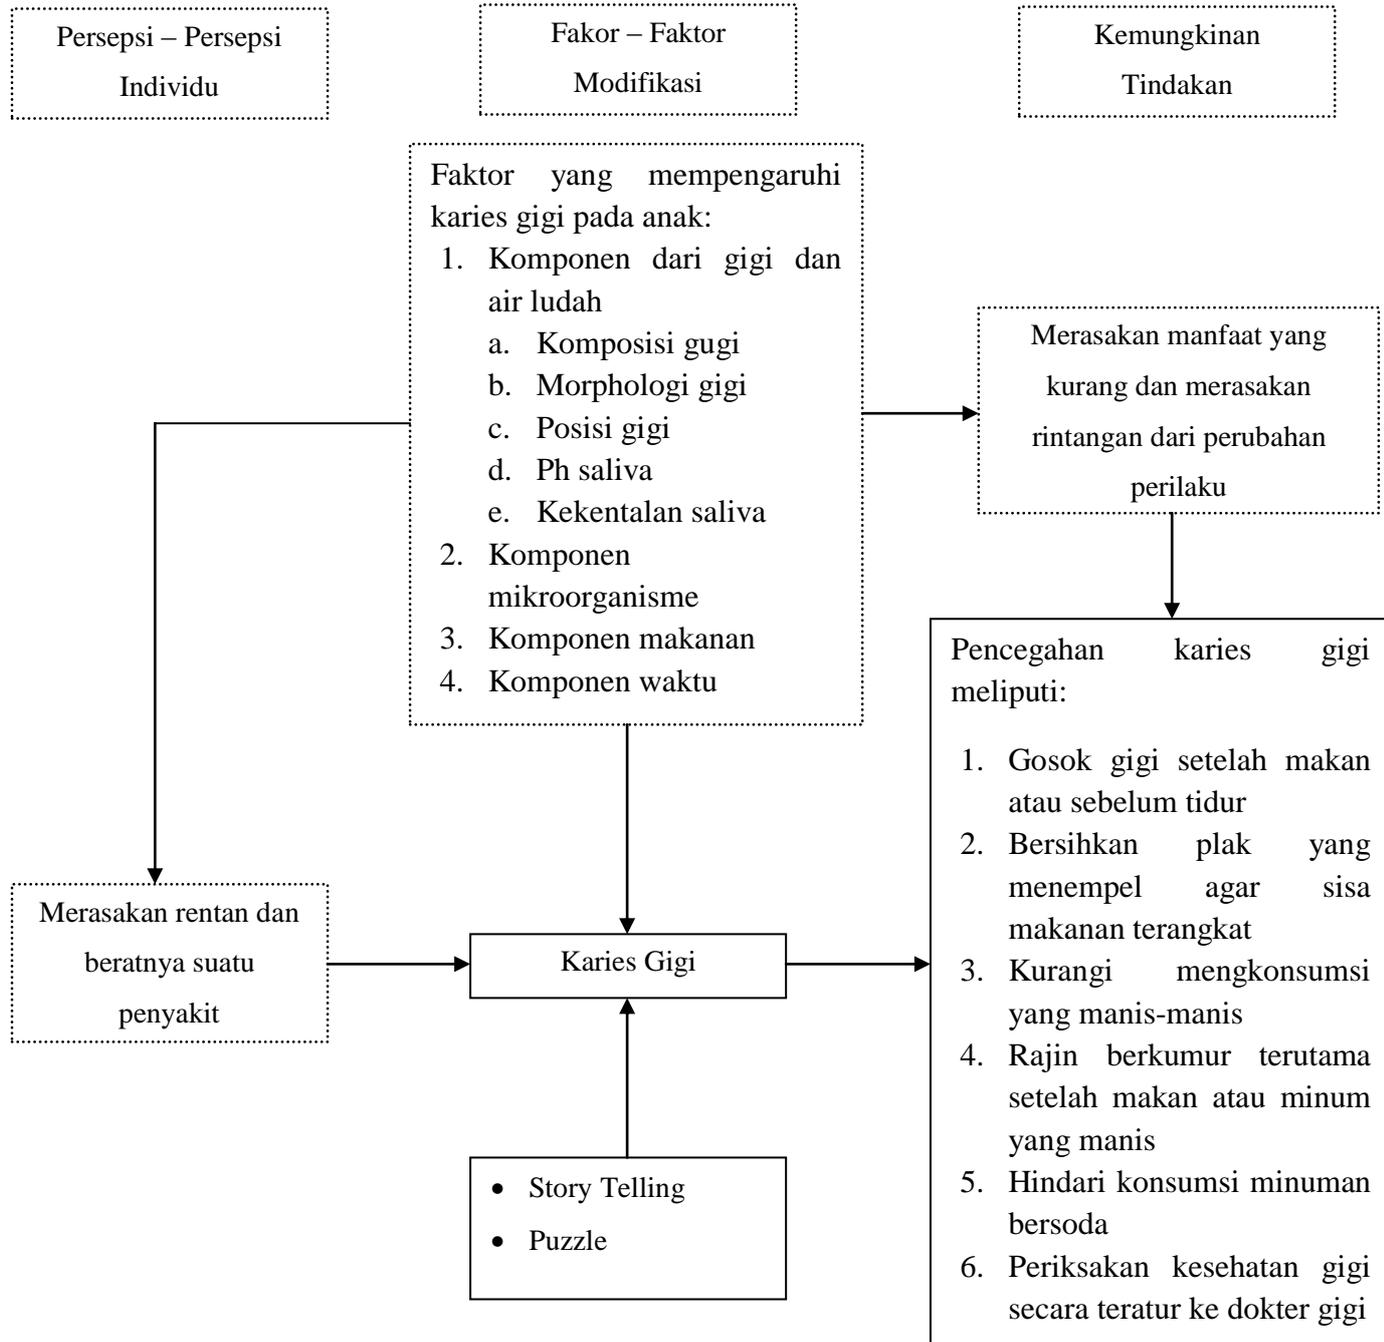 Persepsi – Persepsi
Individu
Fakor – Faktor
Modifikasi
Kemungkinan
Tindakan
Faktor yang mempengaruhi
karies gigi pada anak:
1. Komponen dari gigi dan
air ludah
a. Komposisi gugi
b. Morphologi gigi
c. Posisi gigi
d. Ph saliva
e. Kekentalan saliva
2. Komponen
mikroorganisme
3. Komponen makanan
4. Komponen waktu
Merasakan manfaat yang
kurang dan merasakan
rintangan dari perubahan
perilaku
Merasakan rentan dan
beratnya suatu
penyakit
Karies Gigi
• Story Telling
• Puzzle
Pencegahan karies gigi
meliputi:
1. Gosok gigi setelah makan
atau sebelum tidur
2. Bersihkan plak yang
menempel agar sisa
makanan terangkat
3. Kurangi mengkonsumsi
yang manis-manis
4. Rajin berkumur terutama
setelah makan atau minum
yang manis
5. Hindari konsumsi minuman
bersoda
6. Periksakan kesehatan gigi
secara teratur ke dokter gigi